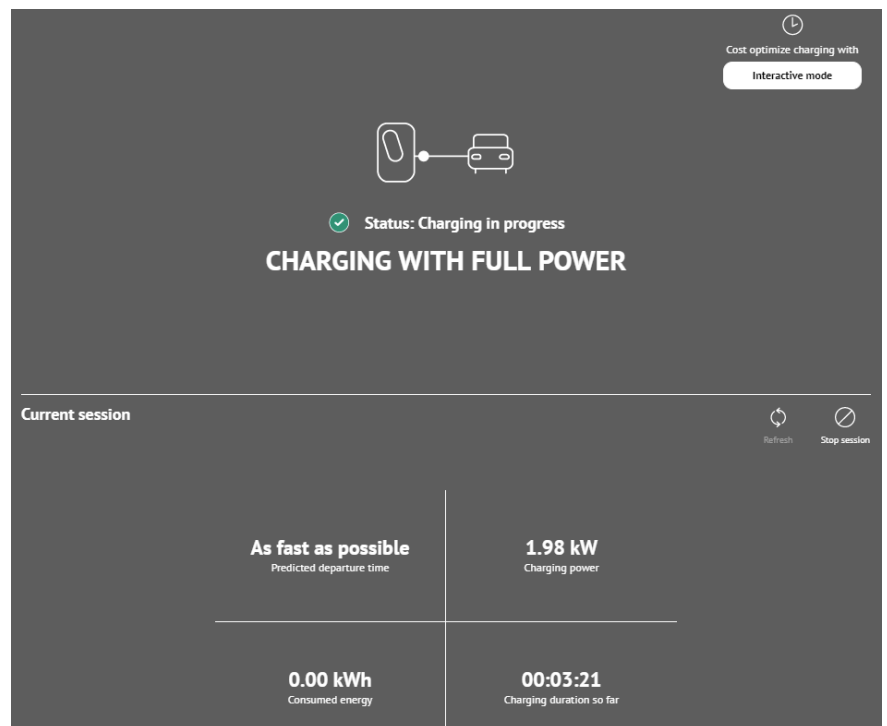 Cost optimize charging with
Interactive mode
Status: Charging in progress
CHARGING WITH FULL POWER
Current session
Refresh
Stop session
As fast as possible
Predicted departure time
1.98 kW
Charging power
0.00 kWh
Consumed energy
00:03:21
Charging duration so far